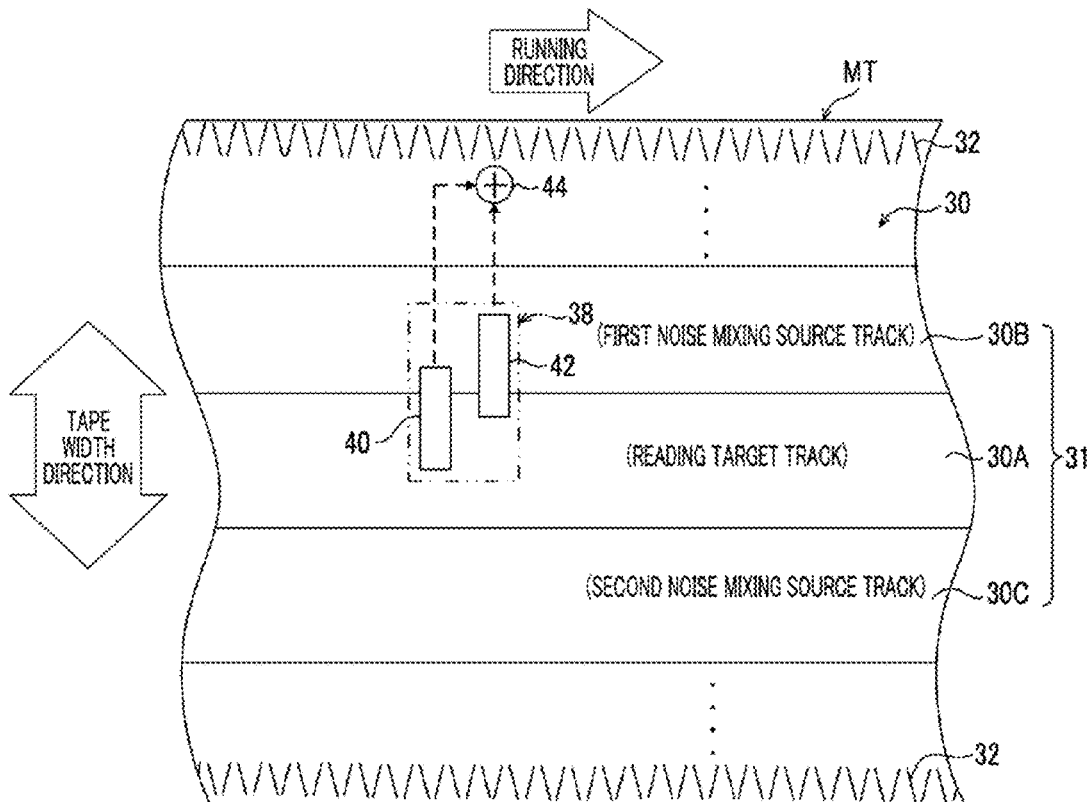 RUNNING
DIRECTION
MT
32
44
30
38
(FIRST NOISE MIXING SOURCE TRACK)
30B
42
TAPE
WIDTH
DIRECTION
40
(READING TARGET TRACK)
30A
31
(SECOND NOISE MIXING SOURCE TRACK)
30C
32